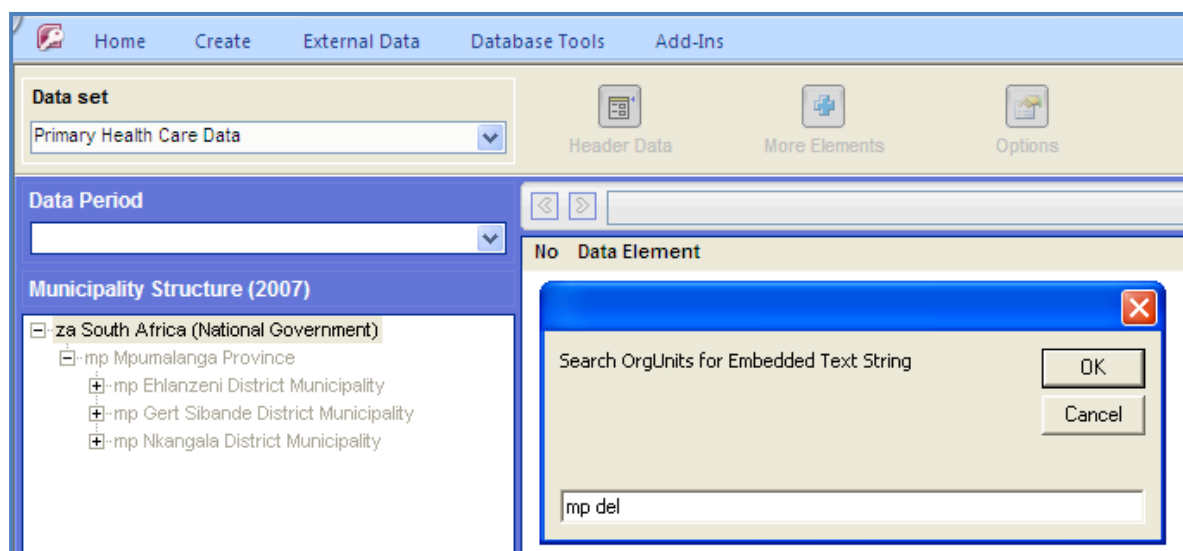 Home Create External Data Database Tools Add-Ins
Data set
Primary Health Care Data
Header Data More Elements Options
Data Period
No Data Element
Municipality Structure (2007)
za South Africa (National Government)
mp Mpumalanga Province
mp Ehlanzeni District Municipality
mp Gert Sibande District Municipality
mp Nkangala District Municipality
Search OrgUnits for Embedded Text String
OK
Cancel
mp del